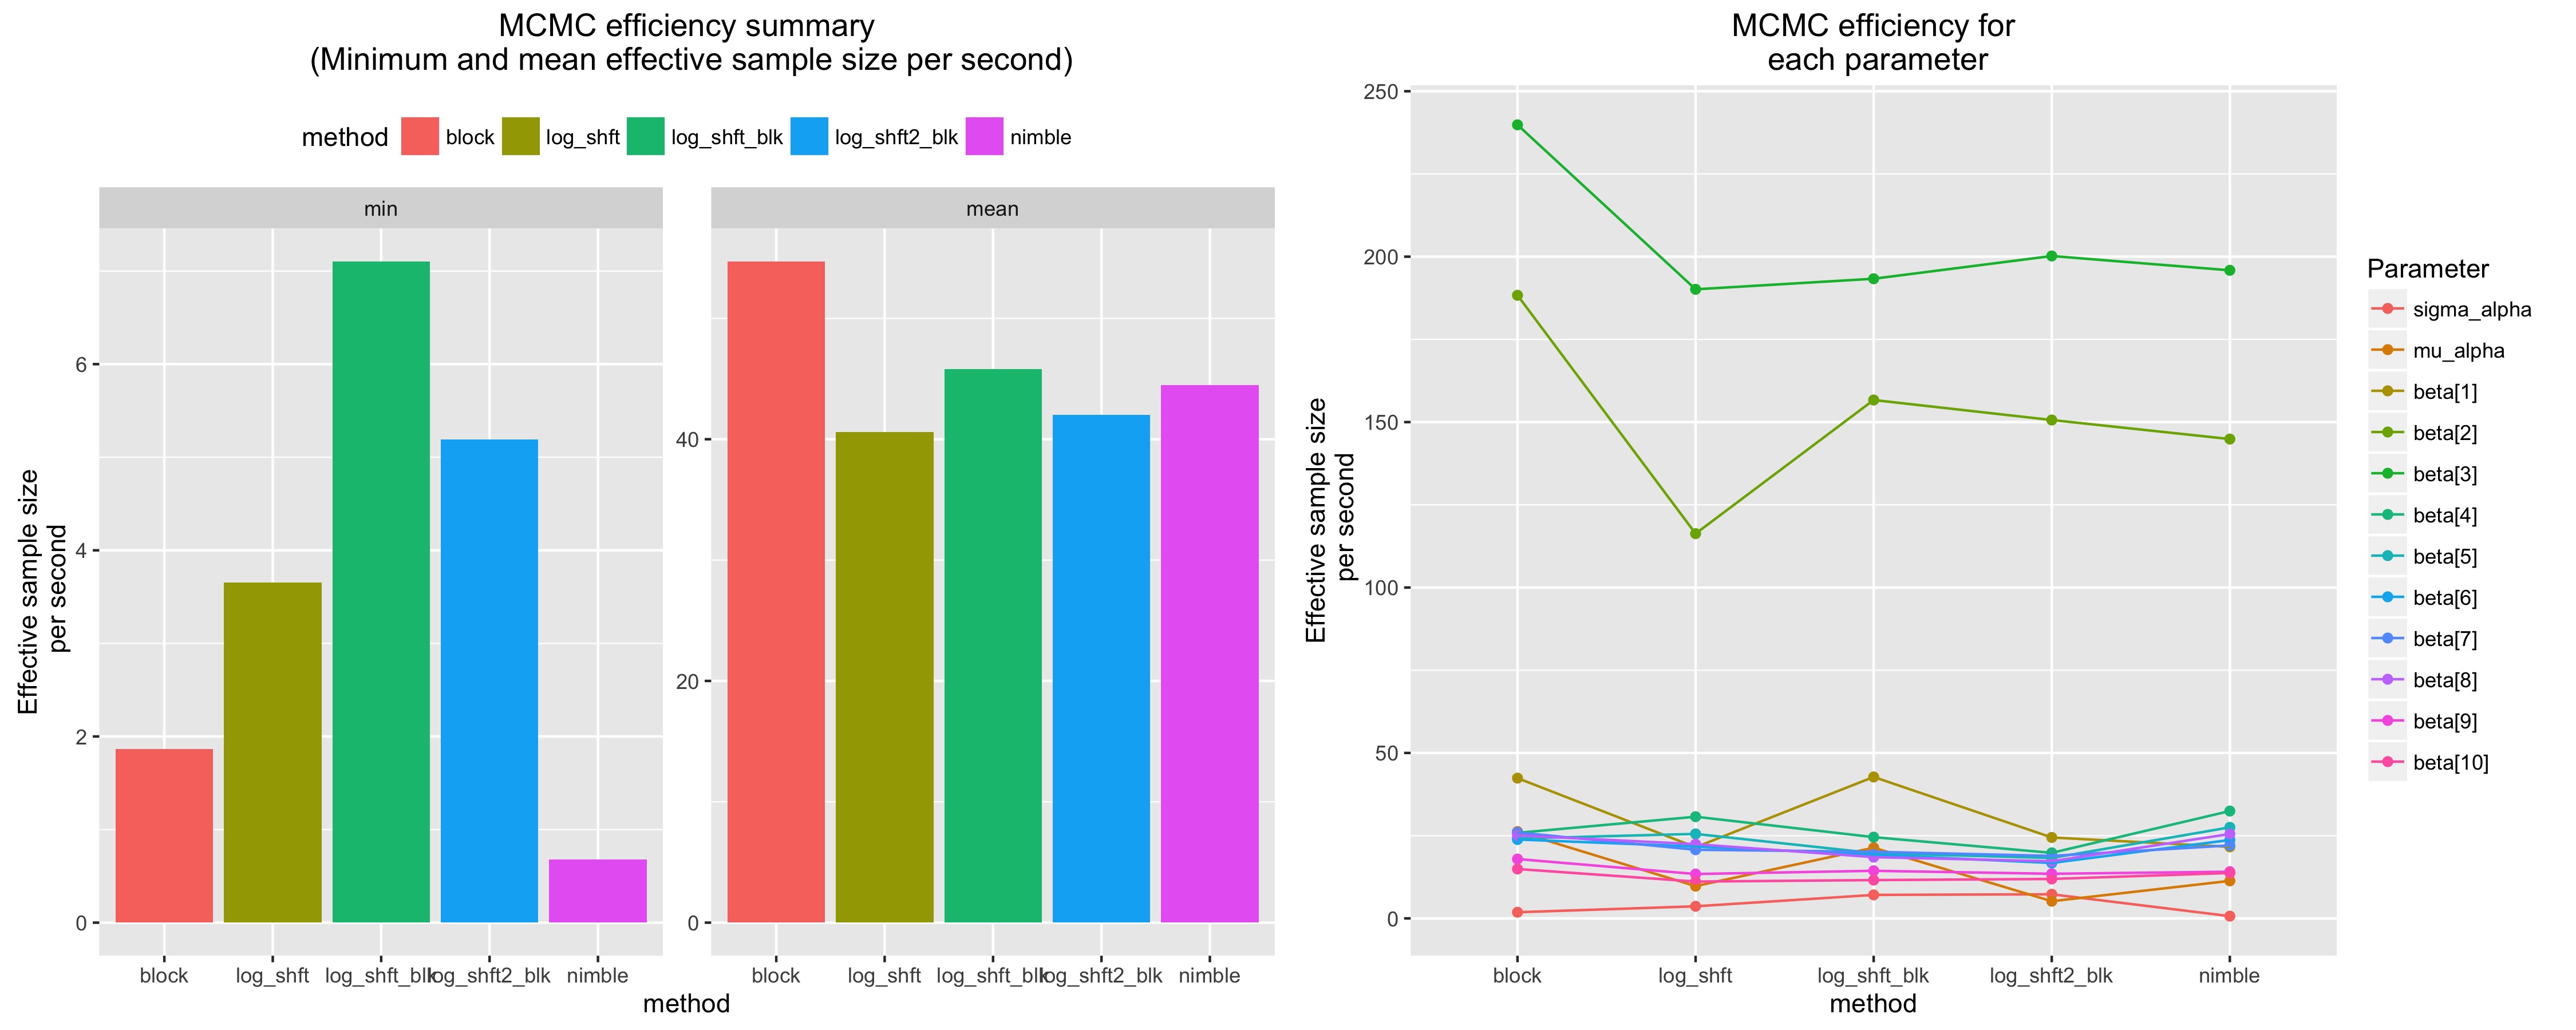 MCMC efficiency summary
(Minimum and mean effective sample size per second)
method block log_shft log_shft_blk log_shft2_blk nimble
min
mean
Effective sample size
per second
6
4
2
0
40
20
0
block log_shft log_shft_blk log_shft2_blk nimble
block log_shft log_shft_blk log_shft2_blk nimble
method
MCMC efficiency for
each parameter
Effective sample size
per second
250
200
150
100
50
0
block log_shft log_shft_blk log_shft2_blk nimble
method
Parameter
sigma_alpha
mu_alpha
beta[1]
beta[2]
beta[3]
beta[4]
beta[5]
beta[6]
beta[7]
beta[8]
beta[9]
beta[10]